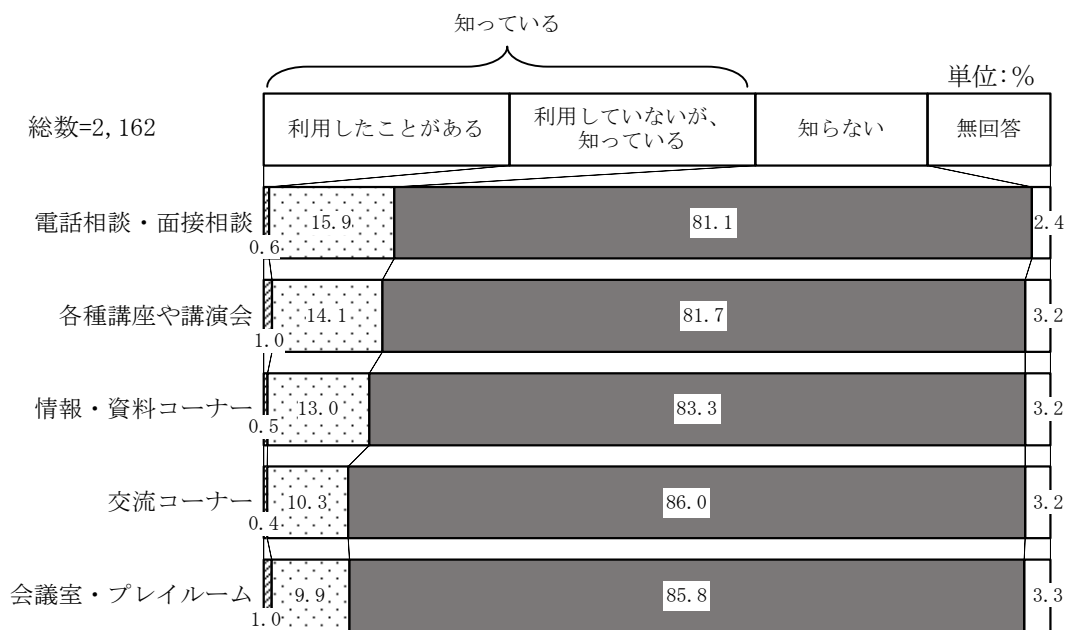 知っている
単位:%
総数=2,162
利用したことがある
利用していないが、
知っている
知らない
無回答
電話相談・面接相談
0.6
15.9
81.1
2.4
各種講座や講演会
1.0
14.1
81.7
3.2
情報・資料コーナー
0.5
13.0
83.3
3.2
交流コーナー
0.4
10.3
86.0
3.2
会議室・プレイルーム
1.0
9.9
85.8
3.3